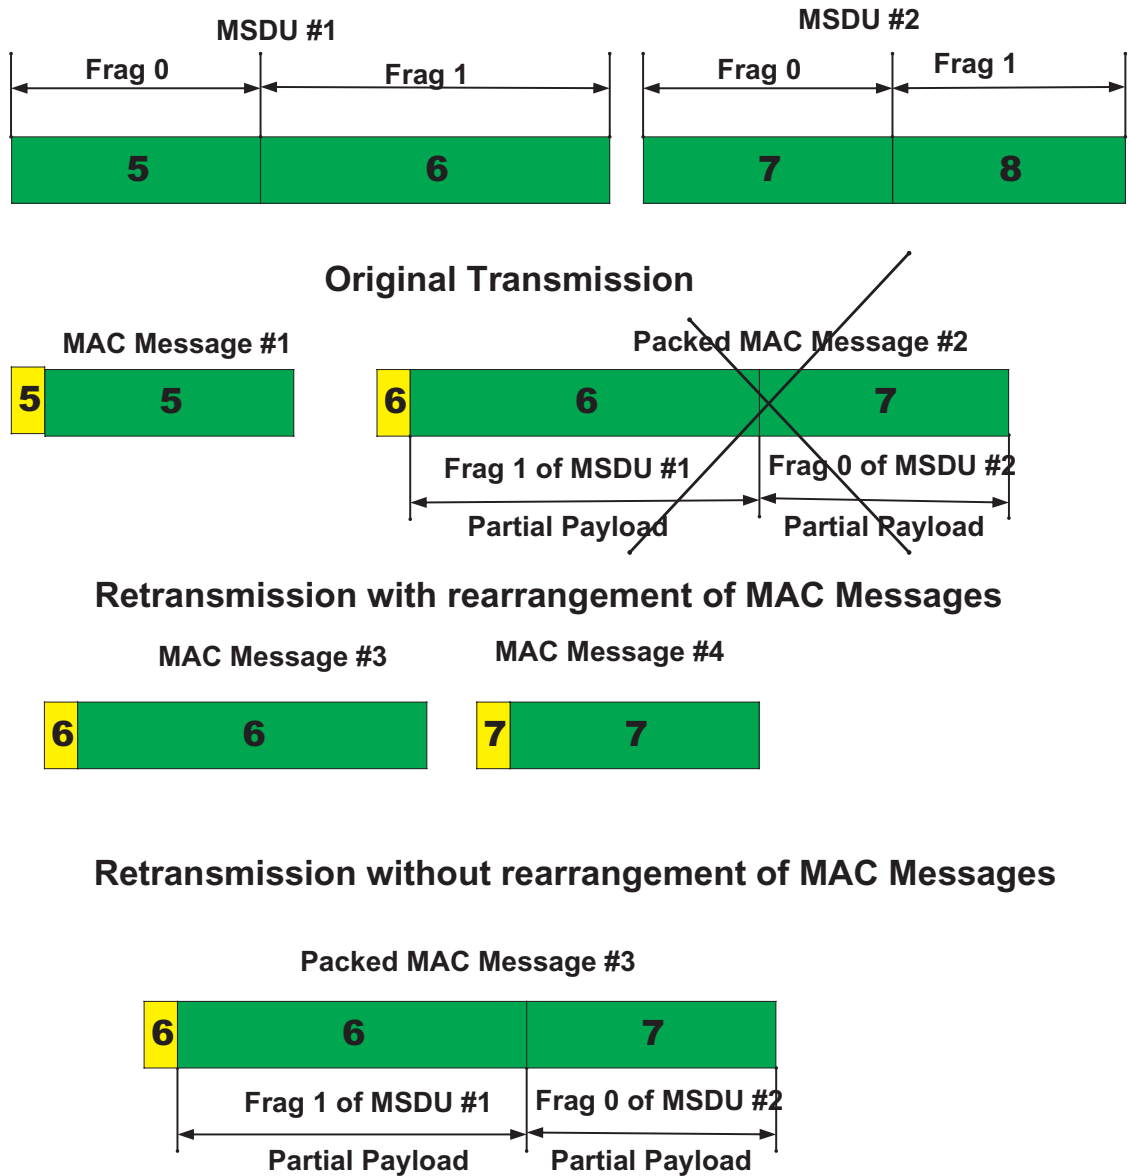 MSDU #1
MSDU #2
Frag 0
Frag 1
Frag 0
Frag 1
5
6
7
8
Original Transmission
MAC Message #1
Packed MAC Message #2
5
5
6
6
7
Frag 1 of MSDU #1
Frag 0 of MSDU #2
Partial Payload
Partial Payload
Retransmission with rearrangement of MAC Messages
MAC Message #3
MAC Message #4
6
6
7
7
Retransmission without rearrangement of MAC Messages
Packed MAC Message #3
6
6
7
Frag 1 of MSDU #1
Frag 0 of MSDU #2
Partial Payload
Partial Payload